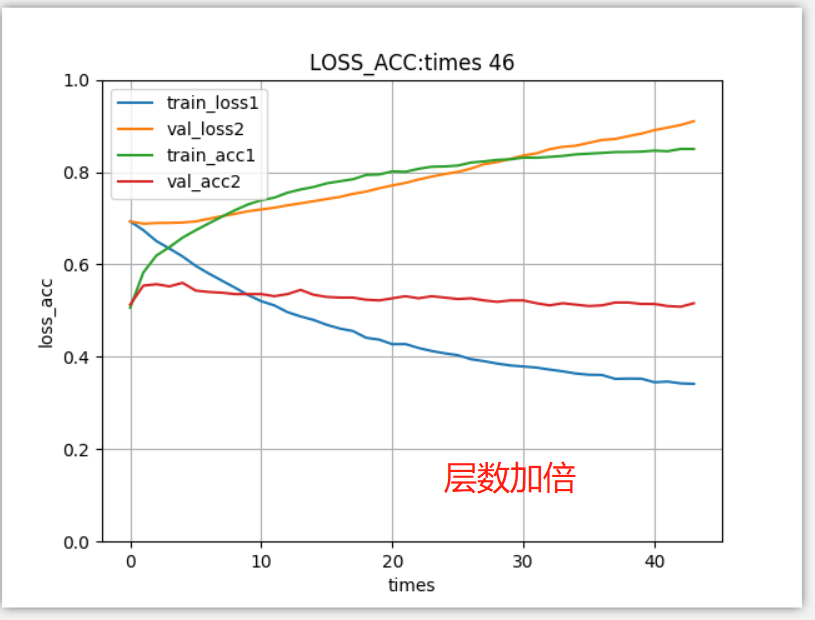 LOSS_ACC:times 46
1.0
train_loss1
val_loss2
train_acc1
val_acc2
0.8
0.6
loss_acc
0.4
0.2
层数加倍
0.0
0 10 20 30 40
times